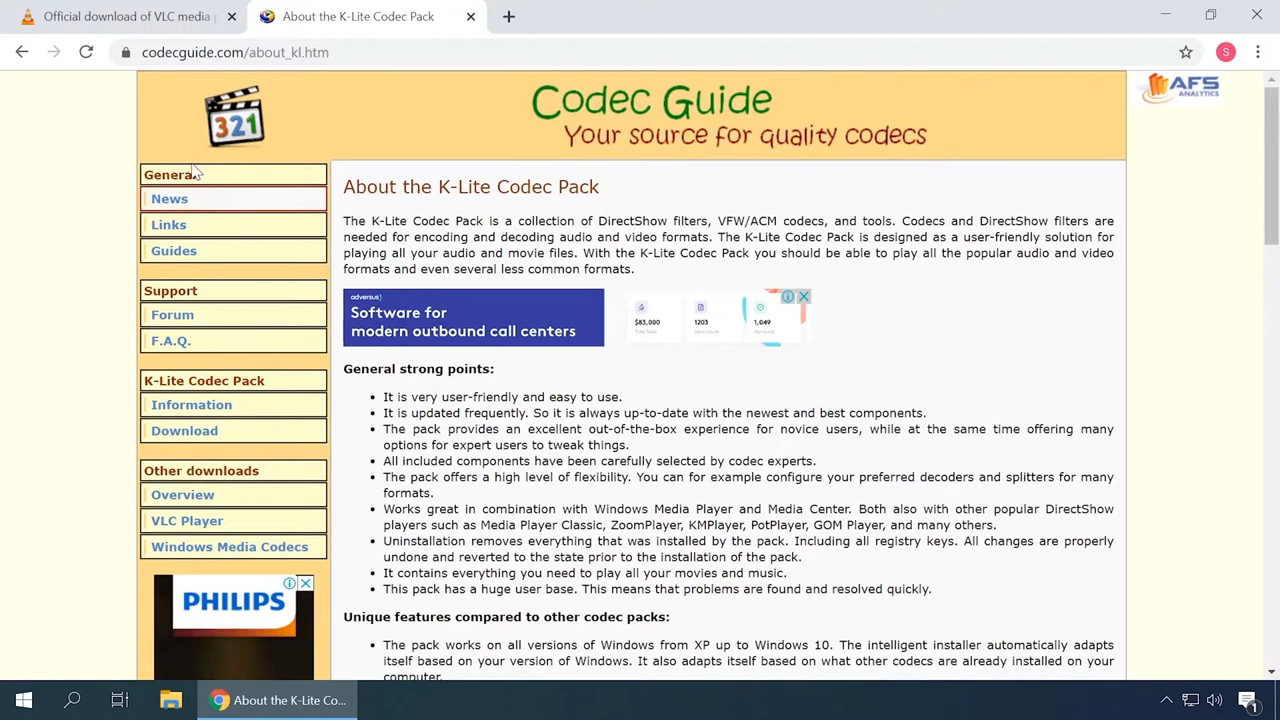 Official download of VLC media p
About the K-Lite Codec Pack
codecguide.com/about_kl.htm
S
321
Codec Guide
Your source for quality codecs
AFS
ANALYTICS
General
News
Links
Guides
Support
Forum
F.A.Q.
K-Lite Codec Pack
Information
Download
Other downloads
Overview
VLC Player
Windows Media Codecs
PHILIPS
About the K-Lite Codec Pack
The K-Lite Codec Pack is a collection of DirectShow filters, VFW/ACM codecs, and tools. Codecs and DirectShow filters are
needed for encoding and decoding audio and video formats. The K-Lite Codec Pack is designed as a user-friendly solution for
playing all your audio and movie files. With the K-Lite Codec Pack you should be able to play all the popular audio and video
formats and even several less common formats.
adversus)
Software for
modern outbound call centers
$83,000
1203
1,049
General strong points:
It is very user-friendly and easy to use.
It is updated frequently. So it is always up-to-date with the newest and best components.
The pack provides an excellent out-of-the-box experience for novice users, while at the same time offering many
options for expert users to tweak things.
All included components have been carefully selected by codec experts.
The pack offers a high level of flexibility. You can for example configure your preferred decoders and splitters for many
formats.
Works great in combination with Windows Media Player and Media Center. Both also with other popular DirectShow
players such as Media Player Classic, ZoomPlayer, KMPlayer, PotPlayer, GOM Player, and many others.
Uninstallation removes everything that was installed by the pack. Including all registry keys. All changes are properly
undone and reverted to the state prior to the installation of the pack.
It contains everything you need to play all your movies and music.
This pack has a huge user base. This means that problems are found and resolved quickly.
Unique features compared to other codec packs:
The pack works on all versions of Windows from XP up to Windows 10. The intelligent installer automatically adapts
itself based on your version of Windows. It also adapts itself based on what other codecs are already installed on your
computer.
About the K-Lite Co...
1